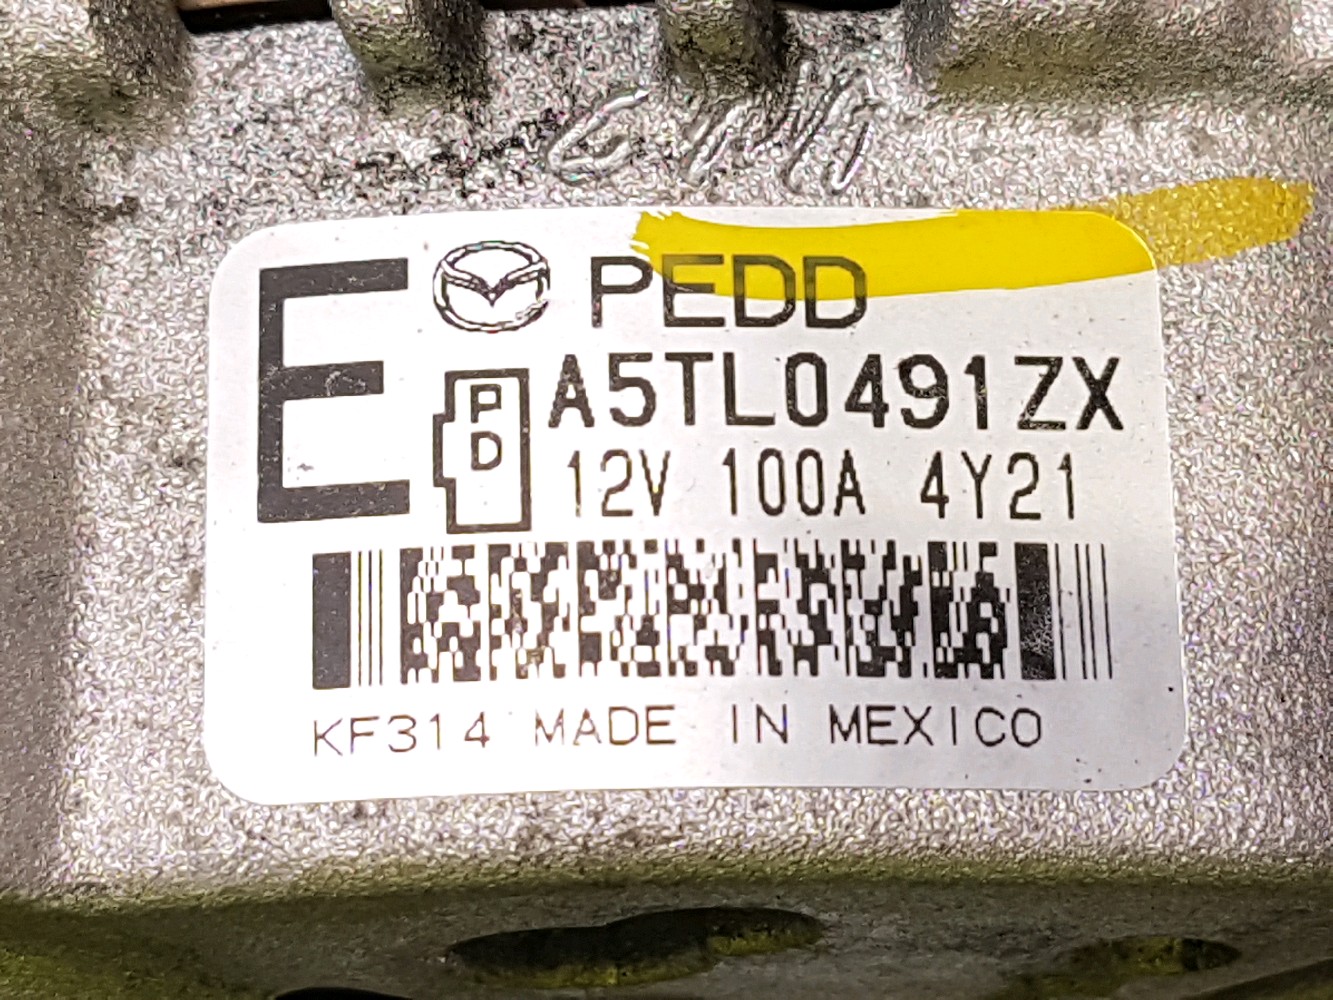 E
PEDD
P
D
A5TL0491ZX
12V 100A 4Y21
KF314 MADE IN MEXICO